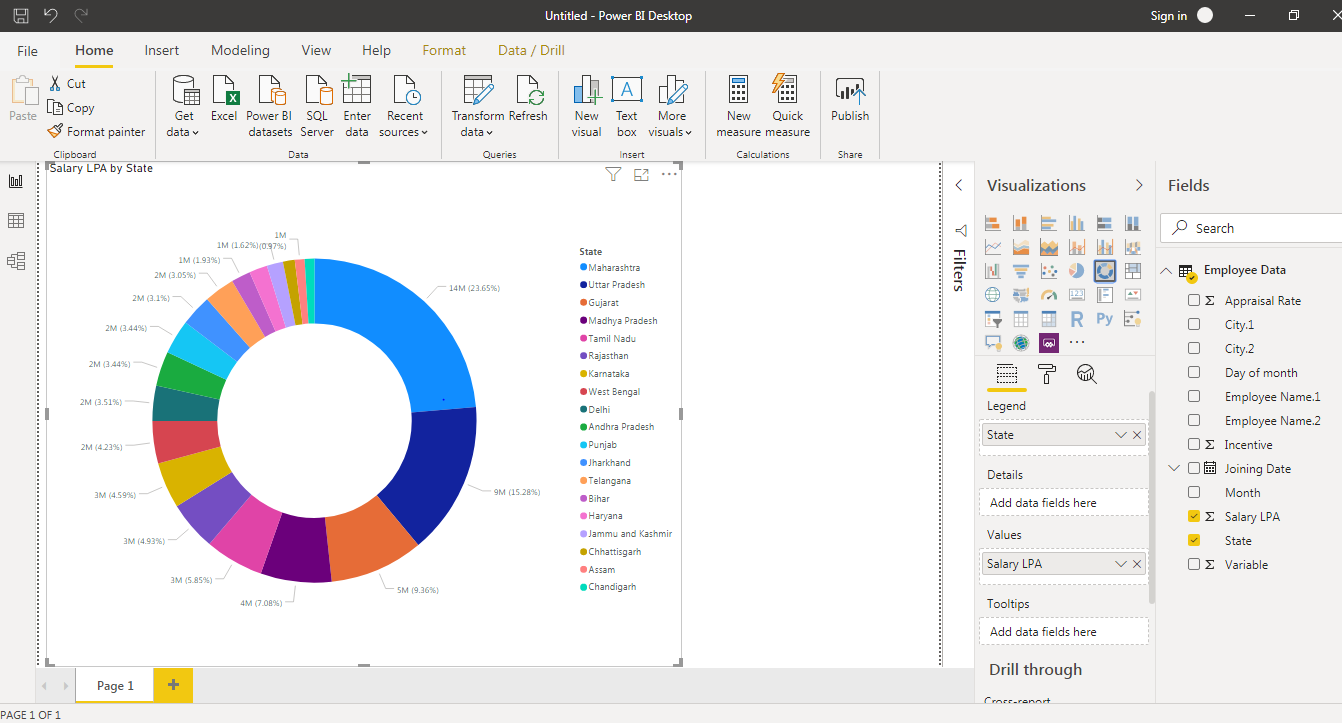 Untitled - Power BI Desktop
Sign in
File
Home
Insert
Modeling
View
Help
Format
Data / Drill
Paste
Cut
Copy
Format painter
Clipboard
Get data
Excel
Power BI datasets
SQL Server
Enter data
Recent sources
Data
Transform data
Refresh
Queries
New visual
Text box
More visuals
Insert
New measure
Quick measure
Calculations
Publish
Share
Salary LPA by State
14M (23.65%)
9M (15.28%)
5M (9.36%)
4M (7.08%)
3M (5.85%)
3M (4.93%)
3M (4.59%)
2M (4.23%)
2M (3.51%)
2M (3.44%)
2M (3.44%)
2M (3.1%)
2M (3.05%)
1M (1.93%)
1M (1.62%)
(0.97%)
1M
State
Maharashtra
Uttar Pradesh
Gujarat
Madhya Pradesh
Tamil Nadu
Rajasthan
Karnataka
West Bengal
Delhi
Andhra Pradesh
Punjab
Jharkhand
Telangana
Bihar
Haryana
Jammu and Kashmir
Chhattisgarh
Assam
Chandigarh
Filters
Visualizations
123
R
Py
Legend
State
Details
Add data fields here
Values
Salary LPA
Tooltips
Add data fields here
Drill through
Cross-report
Fields
Search
Employee Data
Appraisal Rate
City.1
City.2
Day of month
Employee Name.1
Employee Name.2
Incentive
Joining Date
Month
Salary LPA
State
Variable
Page 1
PAGE 1 OF 1